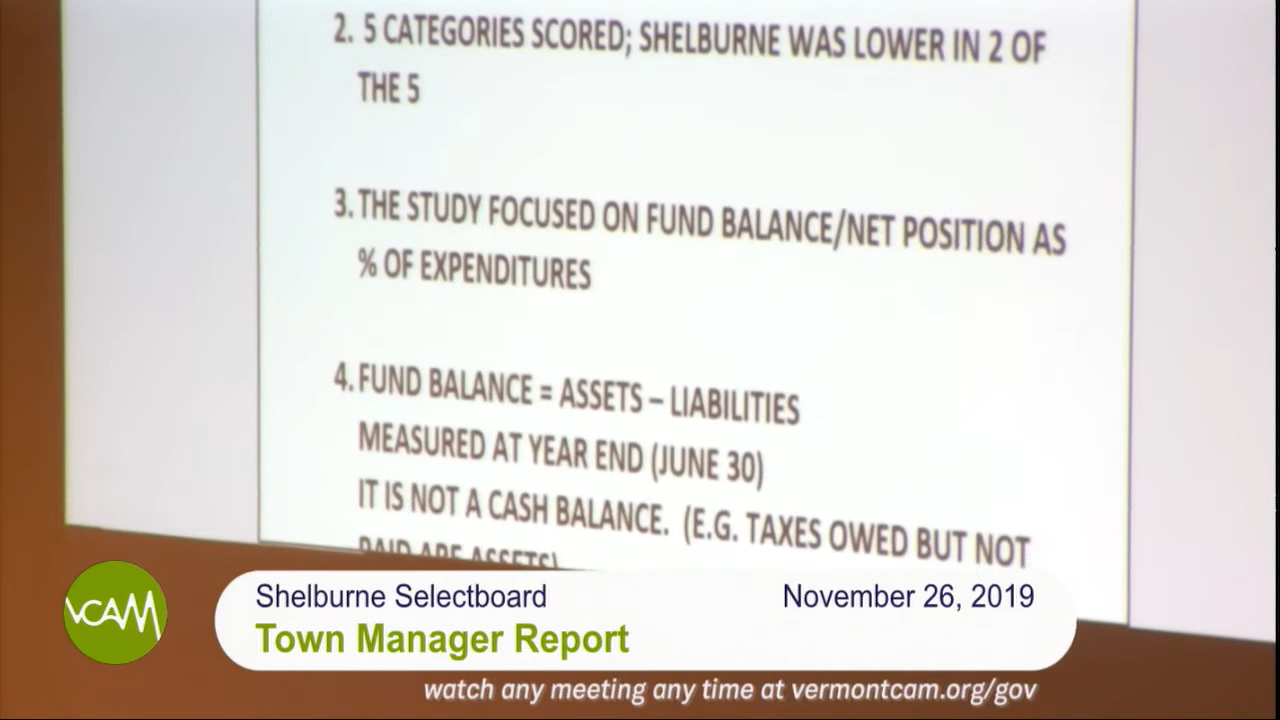 2. 5 CATEGORIES SCORED; SHELBURNE WAS LOWER IN 2 OF
THE 5
3. THE STUDY FOCUSED ON FUND BALANCE/NET POSITION AS
% OF EXPENDITURES
4. FUND BALANCE = ASSETS – LIABILITIES
MEASURED AT YEAR END (JUNE 30)
IT IS NOT A CASH BALANCE. (E.G. TAXES OWED BUT NOT
PAID ARE ASSETS)
VCAM
Shelburne Selectboard
November 26, 2019
Town Manager Report
watch any meeting any time at vermontcam.org/gov